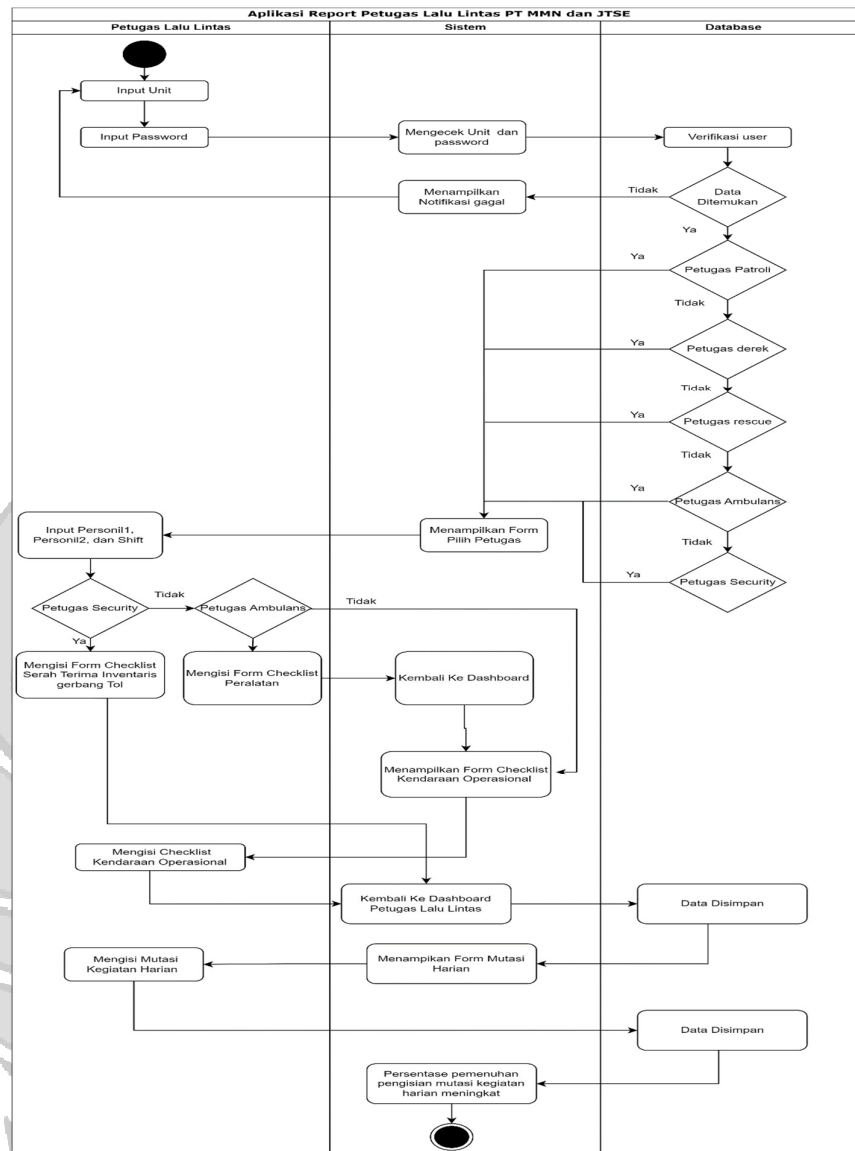 Aplikasi Report Petugas Lalu Lintas PT MMN dan JTSE
Petugas Lalu Lintas
Sistem
Database
Input Unit
Input Password
Mengecek Unit dan
password
Verifikasi user
Menampilkan
Notifikasi gagal
Tidak
Data
Ditemukan
Ya
Ya
Petugas Patroli
Tidak
Ya
Petugas derek
Tidak
Ya
Petugas rescue
Tidak
Ya
Petugas Ambulans
Tidak
Ya
Petugas Security
Input Personil1,
Personil2, dan Shift
Menampilkan Form
Pilih Petugas
Petugas Security
Tidak
Petugas Ambulans
Tidak
Ya
Mengisi Form Checklist
Serah Terima Inventaris
gerbang Tol
Mengisi Form Checklist
Peralatan
Kembali Ke Dashboard
Menampilkan Form Checklist
Kendaraan Operasional
Mengisi Checklist
Kendaraan Operasional
Kembali Ke Dashboard
Petugas Lalu Lintas
Data Disimpan
Mengisi Mutasi
Kegiatan Harian
Menampikan Form Mutasi
Harian
Data Disimpan
Persentase pemenuhan
pengisian mutasi kegiatan
harian meningkat